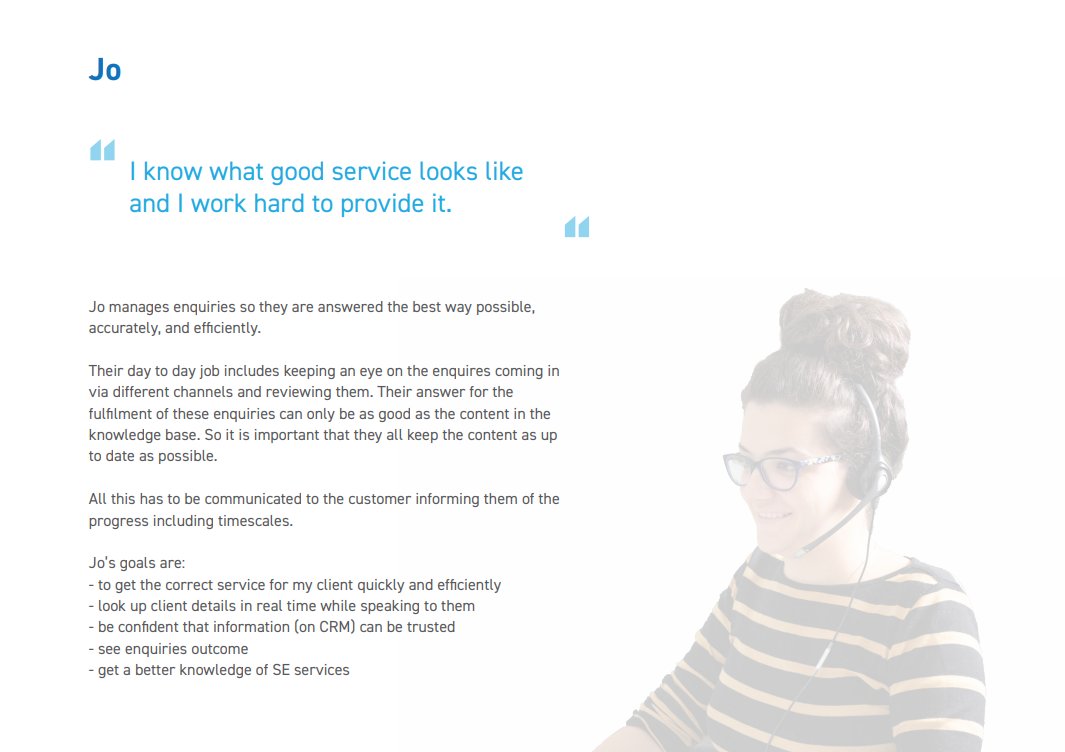 Jo
“
I know what good service looks like
and I work hard to provide it.
“
Jo manages enquiries so they are answered the best way possible,
accurately, and efficiently.
Their day to day job includes keeping an eye on the enquires coming in
via different channels and reviewing them. Their answer for the
fulfilment of these enquiries can only be as good as the content in the
knowledge base. So it is important that they all keep the content as up
to date as possible.
All this has to be communicated to the customer informing them of the
progress including timescales.
Jo’s goals are:
- to get the correct service for my client quickly and efficiently
- look up client details in real time while speaking to them
- be confident that information (on CRM) can be trusted
- see enquiries outcome
- get a better knowledge of SE services